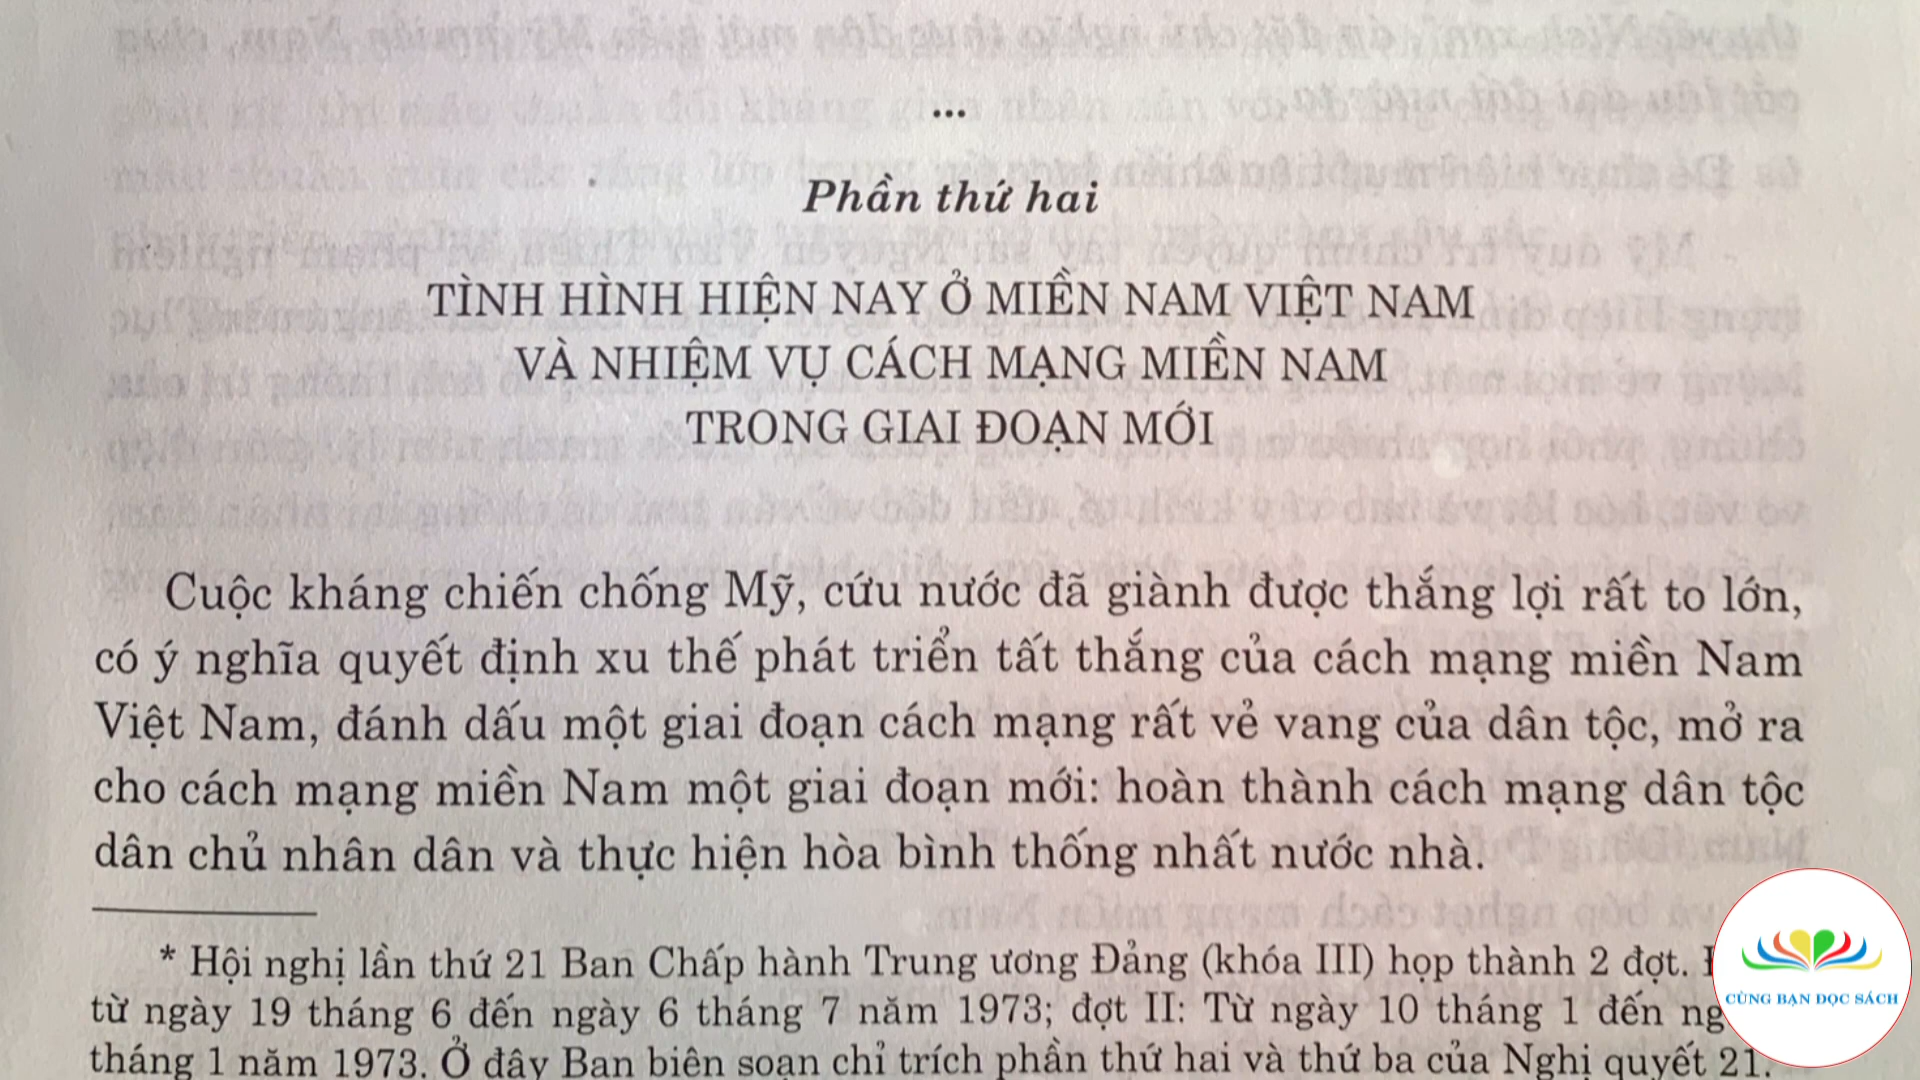 ...
Phần thứ hai
TÌNH HÌNH HIỆN NAY Ở MIỀN NAM VIỆT NAM
VÀ NHIỆM VỤ CÁCH MẠNG MIỀN NAM
TRONG GIAI ĐOẠN MỚI
Cuộc kháng chiến chống Mỹ, cứu nước đã giành được thắng lợi rất to lớn,
có ý nghĩa quyết định xu thế phát triển tất thắng của cách mạng miền Nam
Việt Nam, đánh dấu một giai đoạn cách mạng rất vẻ vang của dân tộc, mở ra
cho cách mạng miền Nam một giai đoạn mới: hoàn thành cách mạng dân tộc
dân chủ nhân dân và thực hiện hòa bình thống nhất nước nhà.
* Hội nghị lần thứ 21 Ban Chấp hành Trung ương Đảng (khóa III) họp thành 2 đợt.
từ ngày 19 tháng 6 đến ngày 6 tháng 7 năm 1973; đợt II: Từ ngày 10 tháng 1 đến
tháng 1 năm 1973. Ở đây Ban biên soạn chỉ trích phần thứ hai và thứ ba của Nghị quyết 21.
CÙNG BẠN ĐỌC SÁCH